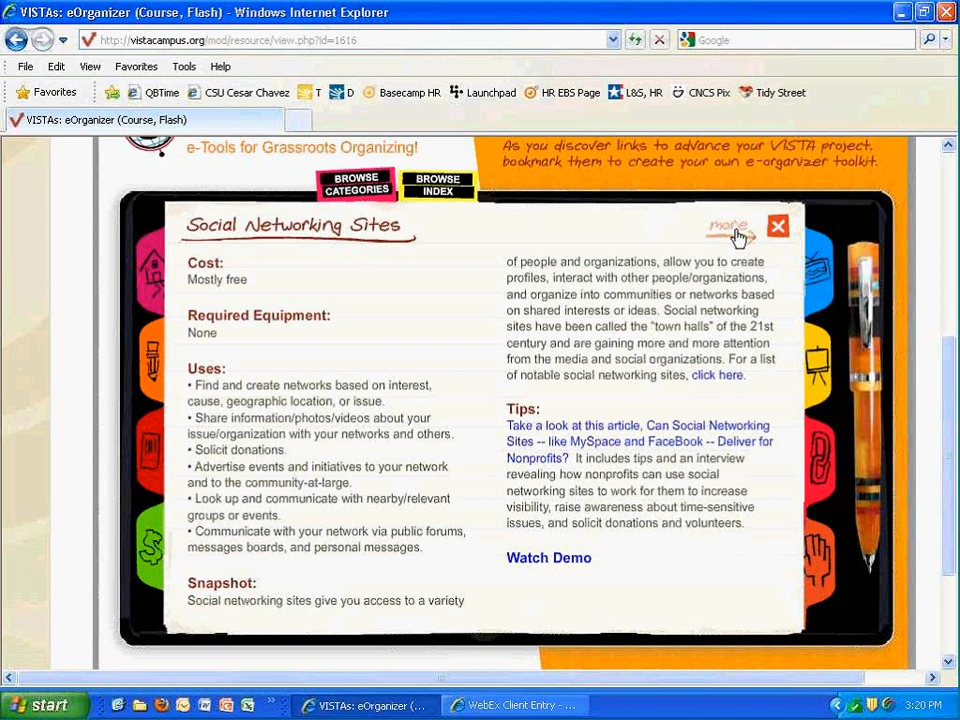 VISTAs: eOrganizer (Course, Flash) - Windows Internet Explorer
http://vistacampus.org/mod/resource/view.php?id=1616
Google
File Edit View Favorites Tools Help
Favorites QBTime CSU Cesar Chavez T D Basecamp HR Launchpad HR EBS Page L&S, HR CNCS Pix Tidy Street
VISTAs: eOrganizer (Course, Flash)
e-Tools for Grassroots Organizing!
As you discover links to advance your VISTA project,
bookmark them to create your own e-organizer toolkit.
BROWSE
CATEGORIES
BROWSE
INDEX
Social Networking Sites
more
Cost:
Mostly free
Required Equipment:
None
Uses:
• Find and create networks based on interest,
cause, geographic location, or issue.
• Share information/photos/videos about your
issue/organization with your networks and others.
• Solicit donations.
• Advertise events and initiatives to your network
and to the community-at-large.
• Look up and communicate with nearby/relevant
groups or events.
• Communicate with your network via public forums,
messages boards, and personal messages.
Snapshot:
Social networking sites give you access to a variety
of people and organizations, allow you to create
profiles, interact with other people/organizations,
and organize into communities or networks based
on shared interests or ideas. Social networking
sites have been called the "town halls" of the 21st
century and are gaining more and more attention
from the media and social organizations. For a list
of notable social networking sites, click here.
Tips:
Take a look at this article, Can Social Networking
Sites -- like MySpace and FaceBook -- Deliver for
Nonprofits? It includes tips and an interview
revealing how nonprofits can use social
networking sites to work for them to increase
visibility, raise awareness about time-sensitive
issues, and solicit donations and volunteers.
Watch Demo
start
VISTAs: eOrganizer (...
WebEx Client Entry - ...
3:20 PM